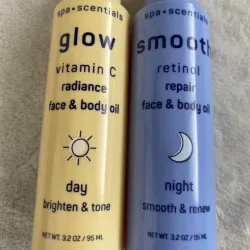 spa•scentials
glow
vitamin C
radiance
face & body oil
day
brighten & tone
NET WT. 3.2 OZ / 95 ML
spa•scentials
smooth
retinol
repair
face & body oil
night
smooth & renew
NET WT. 3.2 OZ / 95 ML